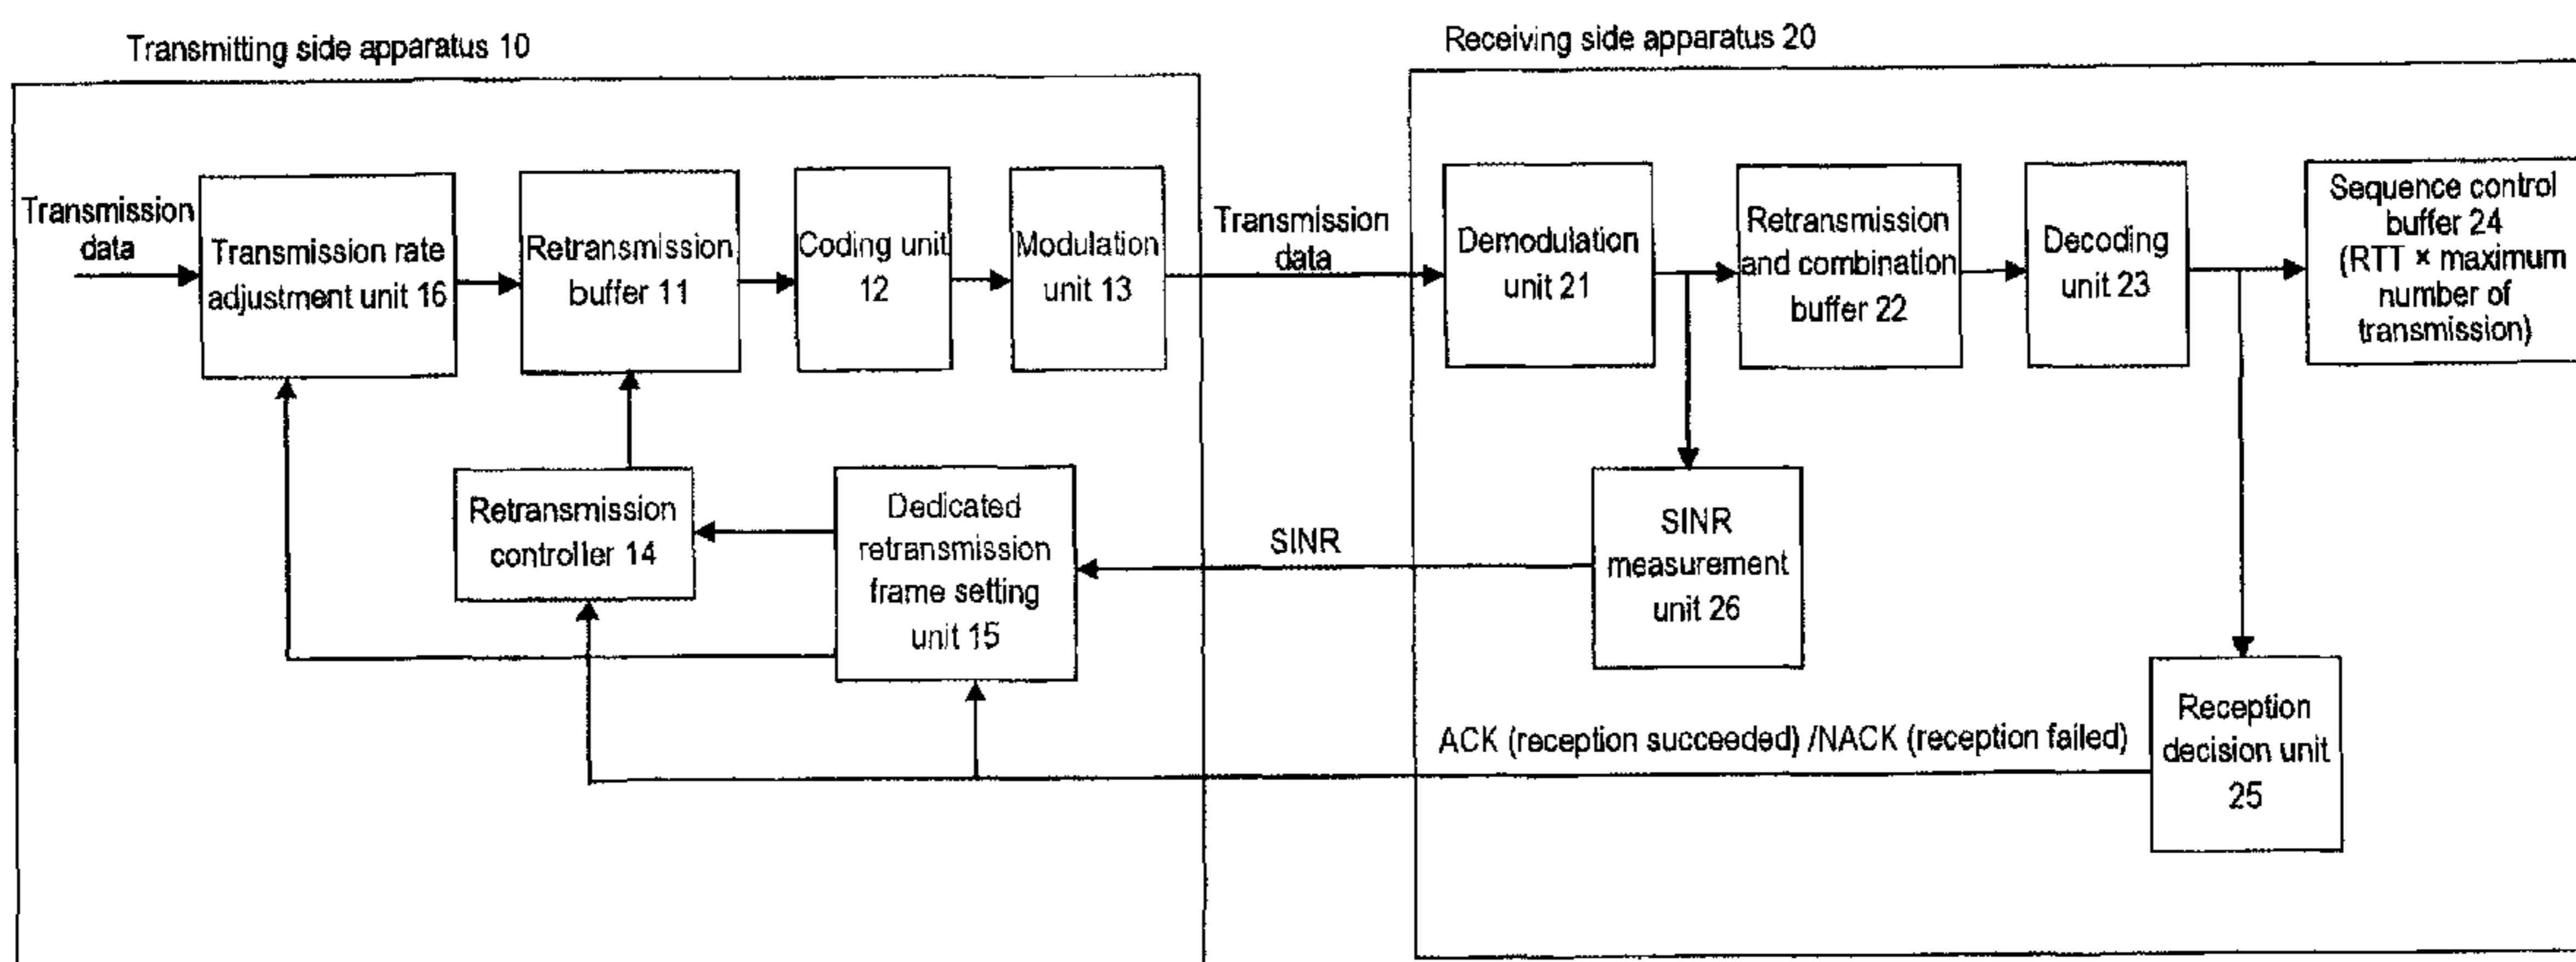 Transmitting side apparatus 10
Receiving side apparatus 20
Transmission
data
Transmission rate
adjustment unit 16
Retransmission
buffer 11
Coding unit
12
Modulation
unit 13
Transmission
data
Demodulation
unit 21
Retransmission
and combination
buffer 22
Decoding
unit 23
Sequence control
buffer 24
(RTT × maximum
number of
transmission)
Retransmission
controller 14
Dedicated
retransmission
frame setting
unit 15
SINR
SINR
measurement
unit 26
ACK (reception succeeded) /NACK (reception failed)
Reception
decision unit
25